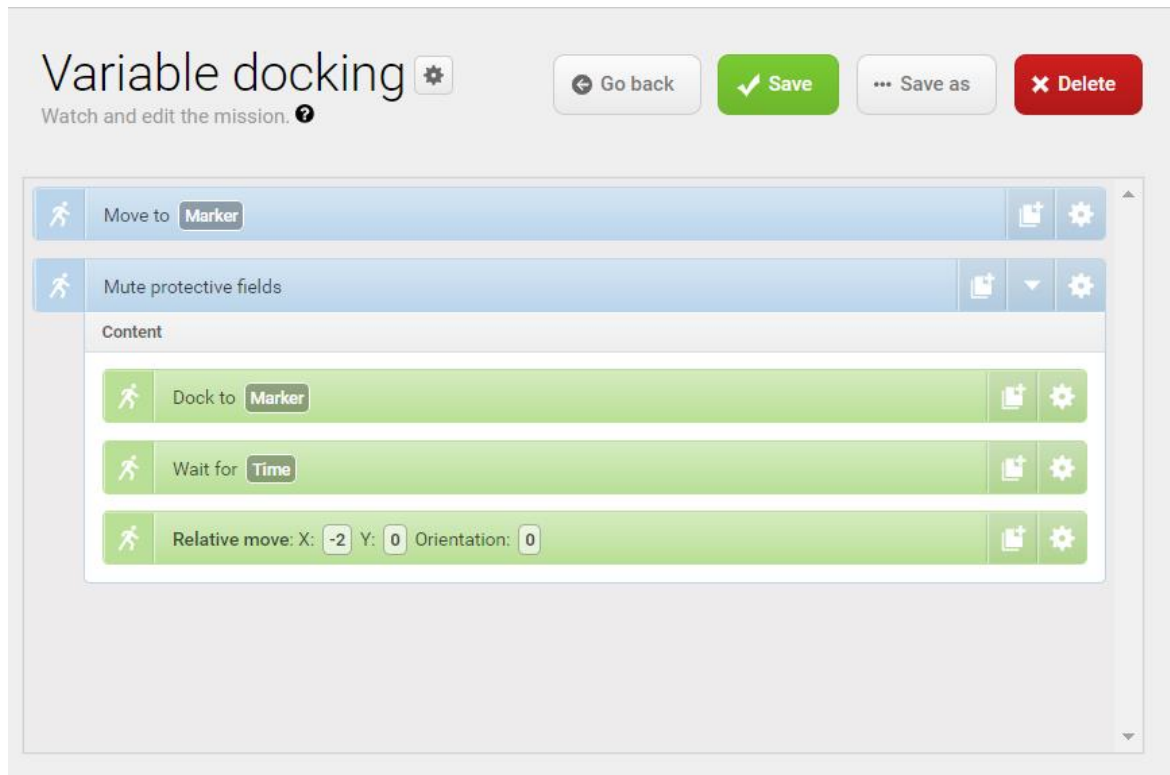 Variable docking
Go back
Save
••• Save as
Delete
Watch and edit the mission.
Move to Marker
Mute protective fields
Content
Dock to Marker
Wait for Time
Relative move: X: -2 Y: 0 Orientation: 0